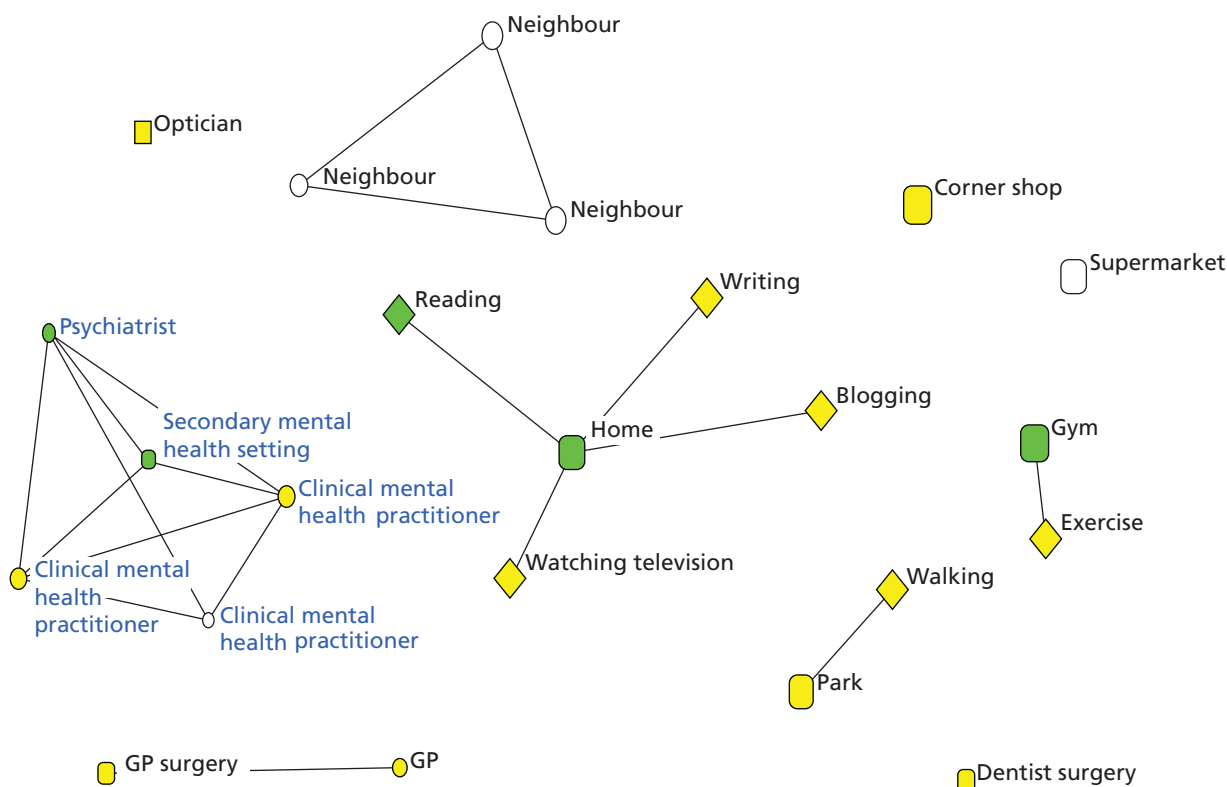 Neighbour
Optician
Neighbour
Neighbour
Corner shop
Supermarket
Writing
Reading
Psychiatrist
Blogging
Secondary mental
health setting
Home
Gym
Clinical mental
health practitioner
Exercise
Watching television
Clinical mental
health
practitioner
Walking
Clinical mental
health practitioner
Park
GP surgery
GP
Dentist surgery